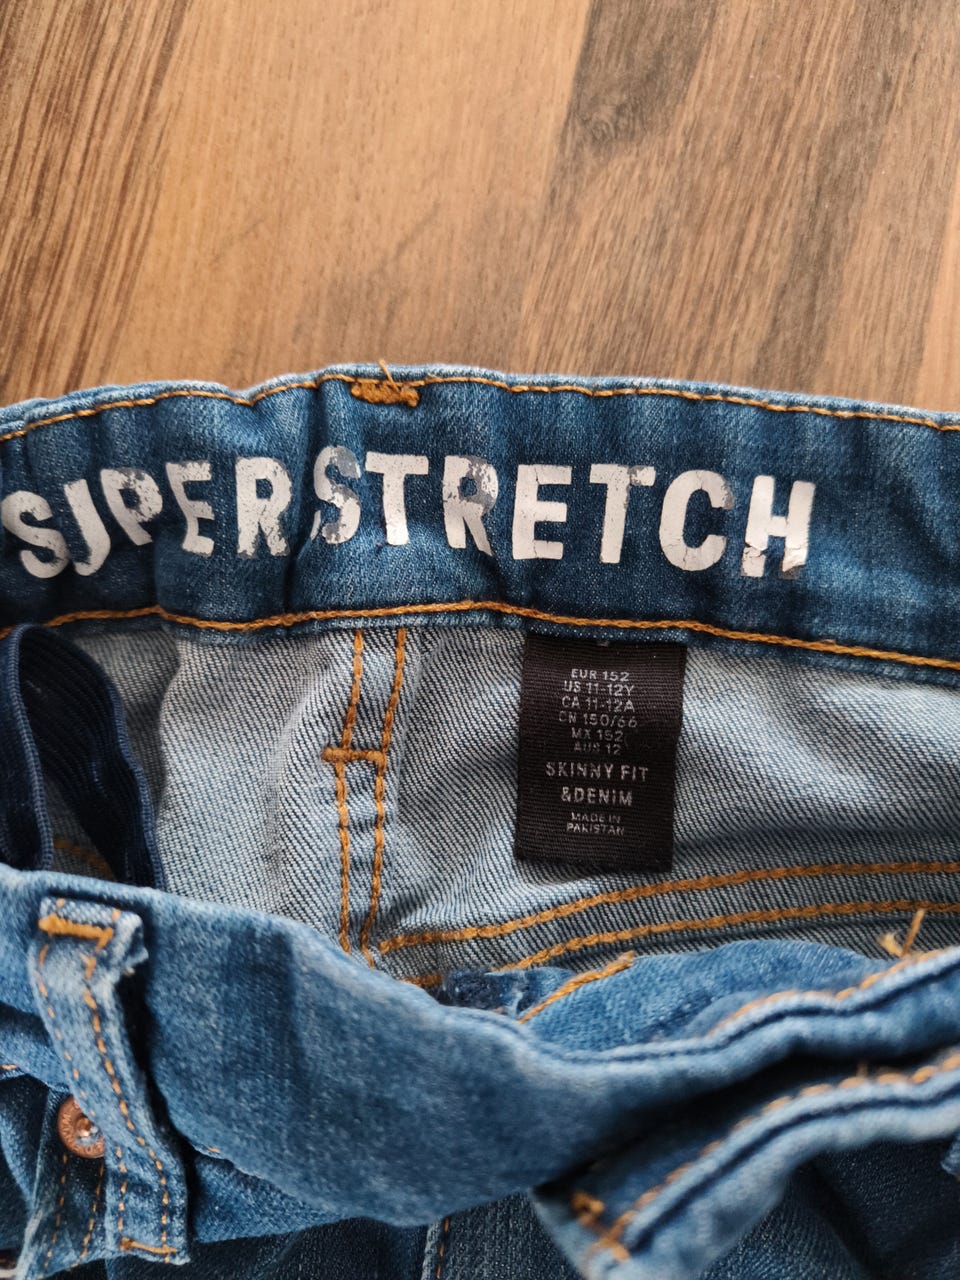 SUPERSTRETCH
EUR 152
US 11-12Y
CA 11-12A
CN 150/66
MX 152
AUS 12
SKINNY FIT
&DENIM
MADE IN
PAKISTAN